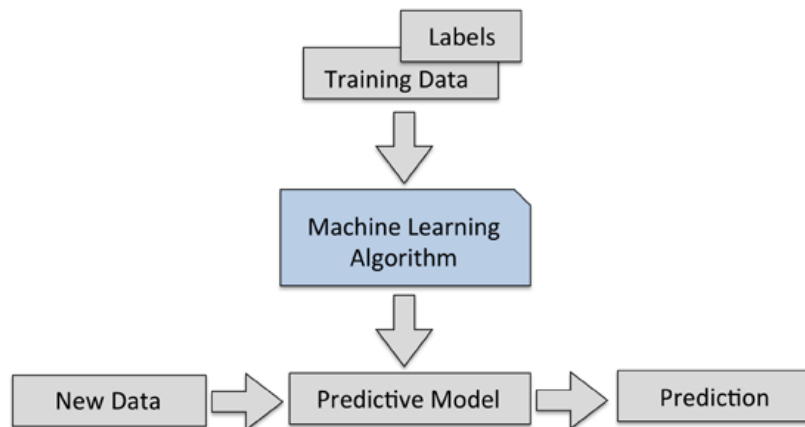 Labels
Training Data
Machine Learning
Algorithm
New Data
Predictive Model
Prediction